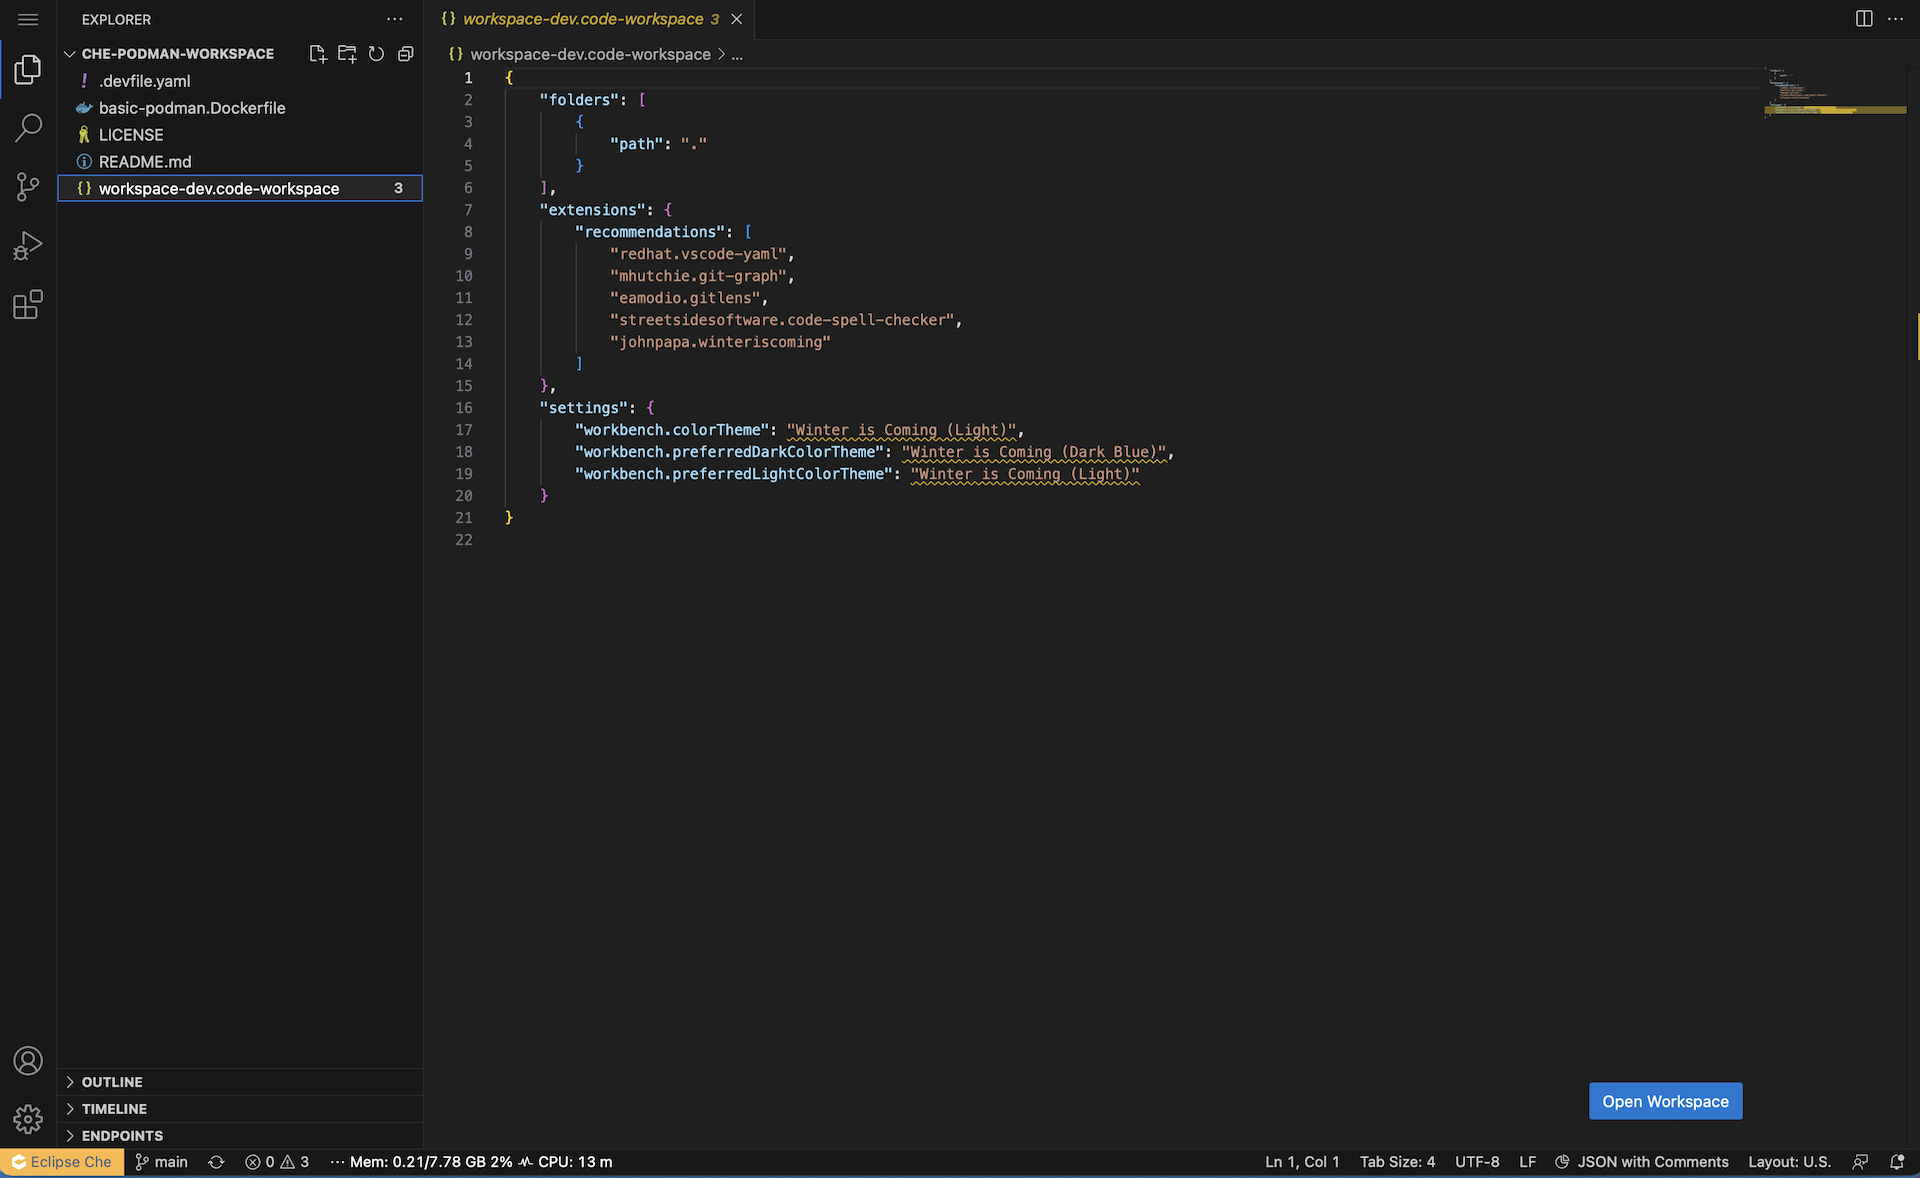 EXPLORER
CHE-PODMAN-WORKSPACE
.devfile.yaml
basic-podman.Dockerfile
LICENSE
README.md
workspace-dev.code-workspace 3
OUTLINE
TIMELINE
ENDPOINTS
workspace-dev.code-workspace 3
workspace-dev.code-workspace > ...
1 {
2 "folders": [
3 {
4 "path": "."
5 }
6 ],
7 "extensions": {
8 "recommendations": [
9 "redhat.vscode-yaml",
10 "mhutchie.git-graph",
11 "eamodio.gitlens",
12 "streetsidesoftware.code-spell-checker",
13 "johnpapa.winteriscoming"
14 ]
15 },
16 "settings": {
17 "workbench.colorTheme": "Winter is Coming (Light)",
18 "workbench.preferredDarkColorTheme": "Winter is Coming (Dark Blue)",
19 "workbench.preferredLightColorTheme": "Winter is Coming (Light)"
20 }
21 }
22
Open Workspace
Eclipse Che main 0 3 ··· Mem: 0.21/7.78 GB 2% CPU: 13 m Ln 1, Col 1 Tab Size: 4 UTF-8 LF JSON with Comments Layout: U.S.